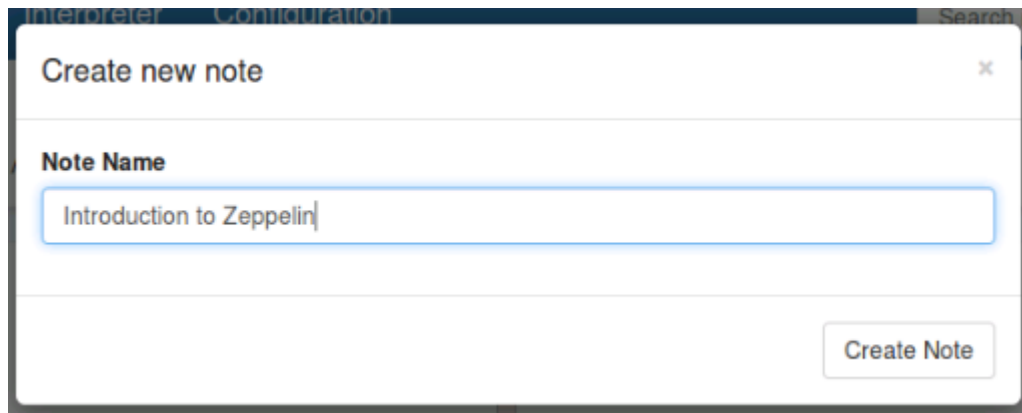 Interpreter Configuration Search
Create new note ×
Note Name
Introduction to Zeppelin
Create Note